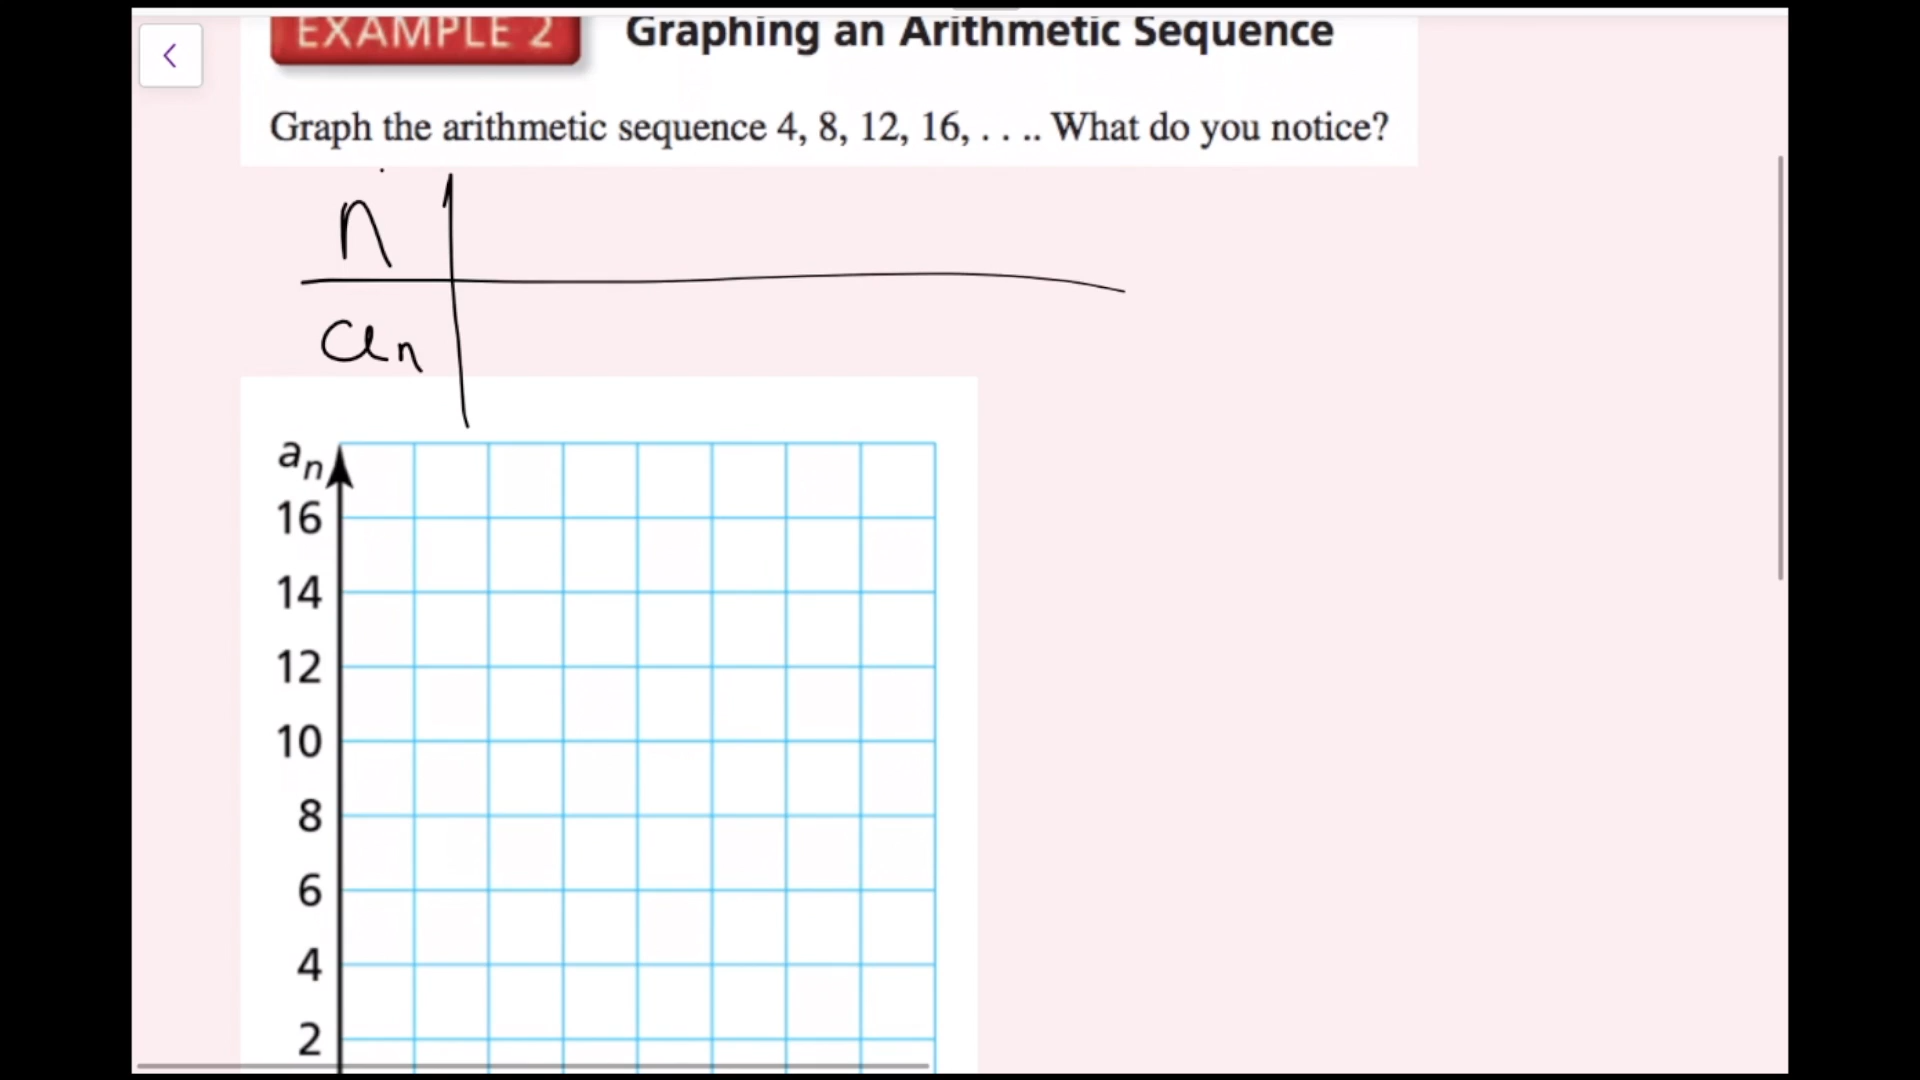 EXAMPLE 2 Graphing an Arithmetic Sequence
Graph the arithmetic sequence 4, 8, 12, 16, . . .. What do you notice?
n
an
an
16
14
12
10
8
6
4
2